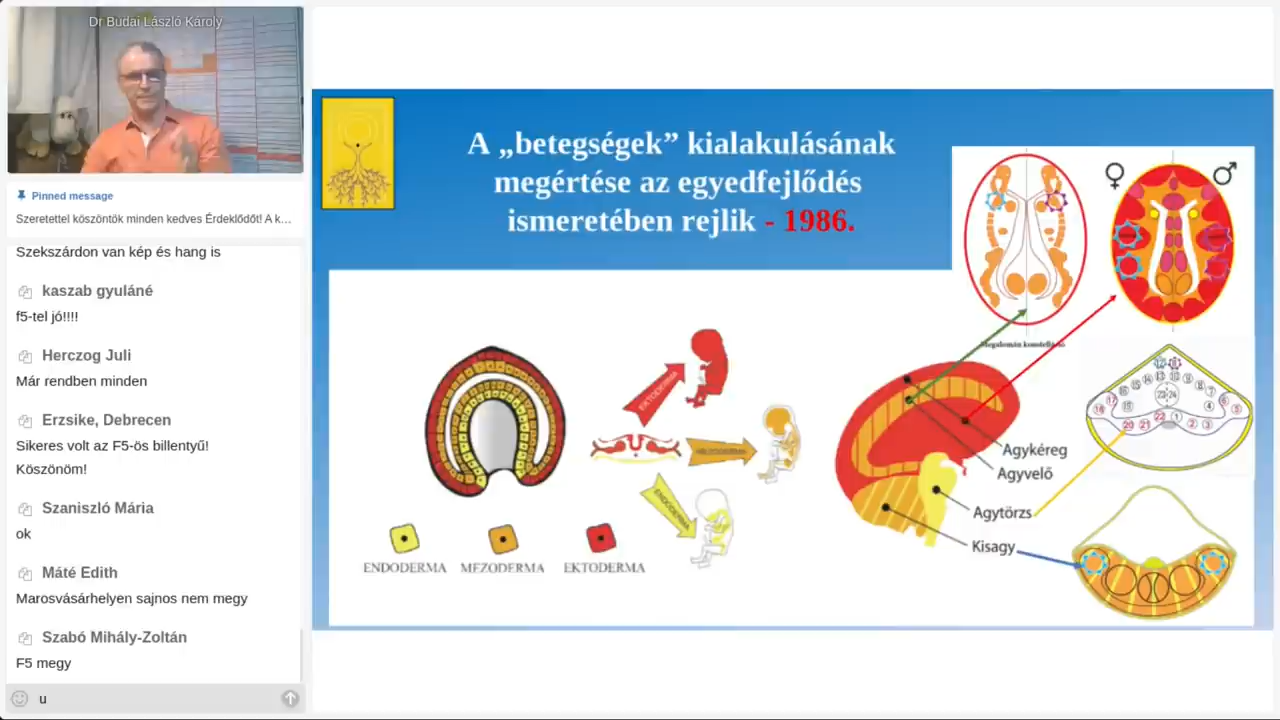 Dr Budai László Károly
Pinned message
Szeretettel köszöntök minden kedves Érdeklődőt! A k...
Szekszárdon van kép és hang is
kaszab gyuláné
f5-tel jó!!!!
Herczog Juli
Már rendben minden
Erzsike, Debrecen
Sikeres volt az F5-ös billentyű!
Köszönöm!
Szaniszló Mária
ok
Máté Edith
Marosvásárhelyen sajnos nem megy
Szabó Mihály-Zoltán
F5 megy
u
A „betegségek” kialakulásának
megértése az egyedfejlődés
ismeretében rejlik - 1986.
♀ ♂
EKTODERMA
ENDODERMA
ENDODERMA MEZODERMA EKTODERMA
Agykéreg
Agyvelő
Agytörzs
Kisagy